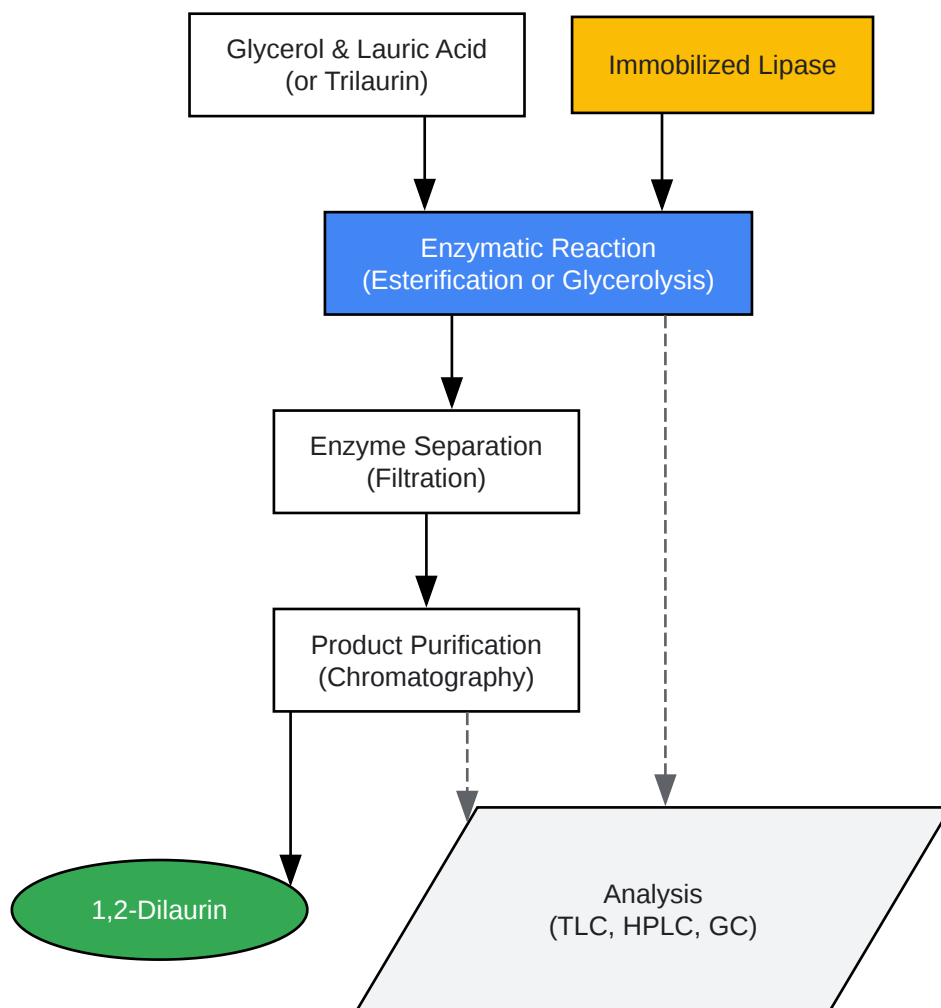 Glycerol & Lauric Acid
(or Trilaurin)
Immobilized Lipase
Enzymatic Reaction
(Esterification or Glycerolysis)
Enzyme Separation
(Filtration)
Product Purification
(Chromatography)
1,2-Dilaurin
Analysis
(TLC, HPLC, GC)